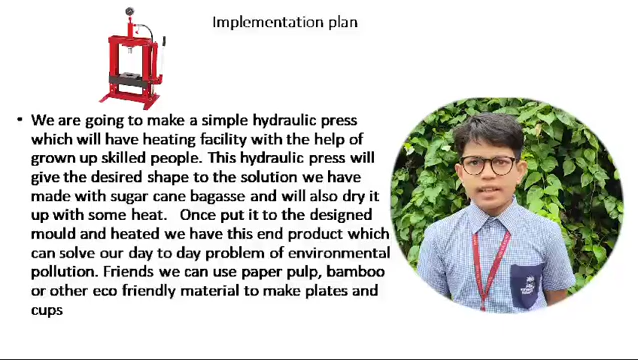 Implementation plan
• We are going to make a simple hydraulic press
which will have heating facility with the help of
grown up skilled people. This hydraulic press will
give the desired shape to the solution we have
made with sugar cane bagasse and will also dry it
up with some heat. Once put it to the designed
mould and heated we have this end product which
can solve our day to day problem of environmental
pollution. Friends we can use paper pulp, bamboo
or other eco friendly material to make plates and
cups